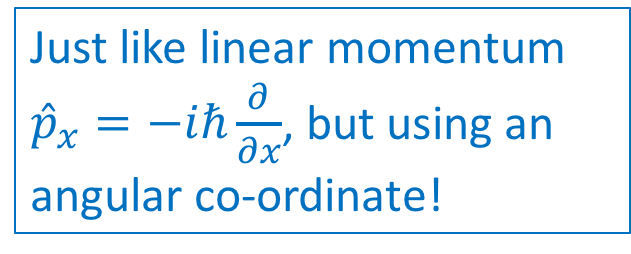 Just like linear momentum
p̂ₓ = −iℏ ∂/∂x, but using an
angular co-ordinate!